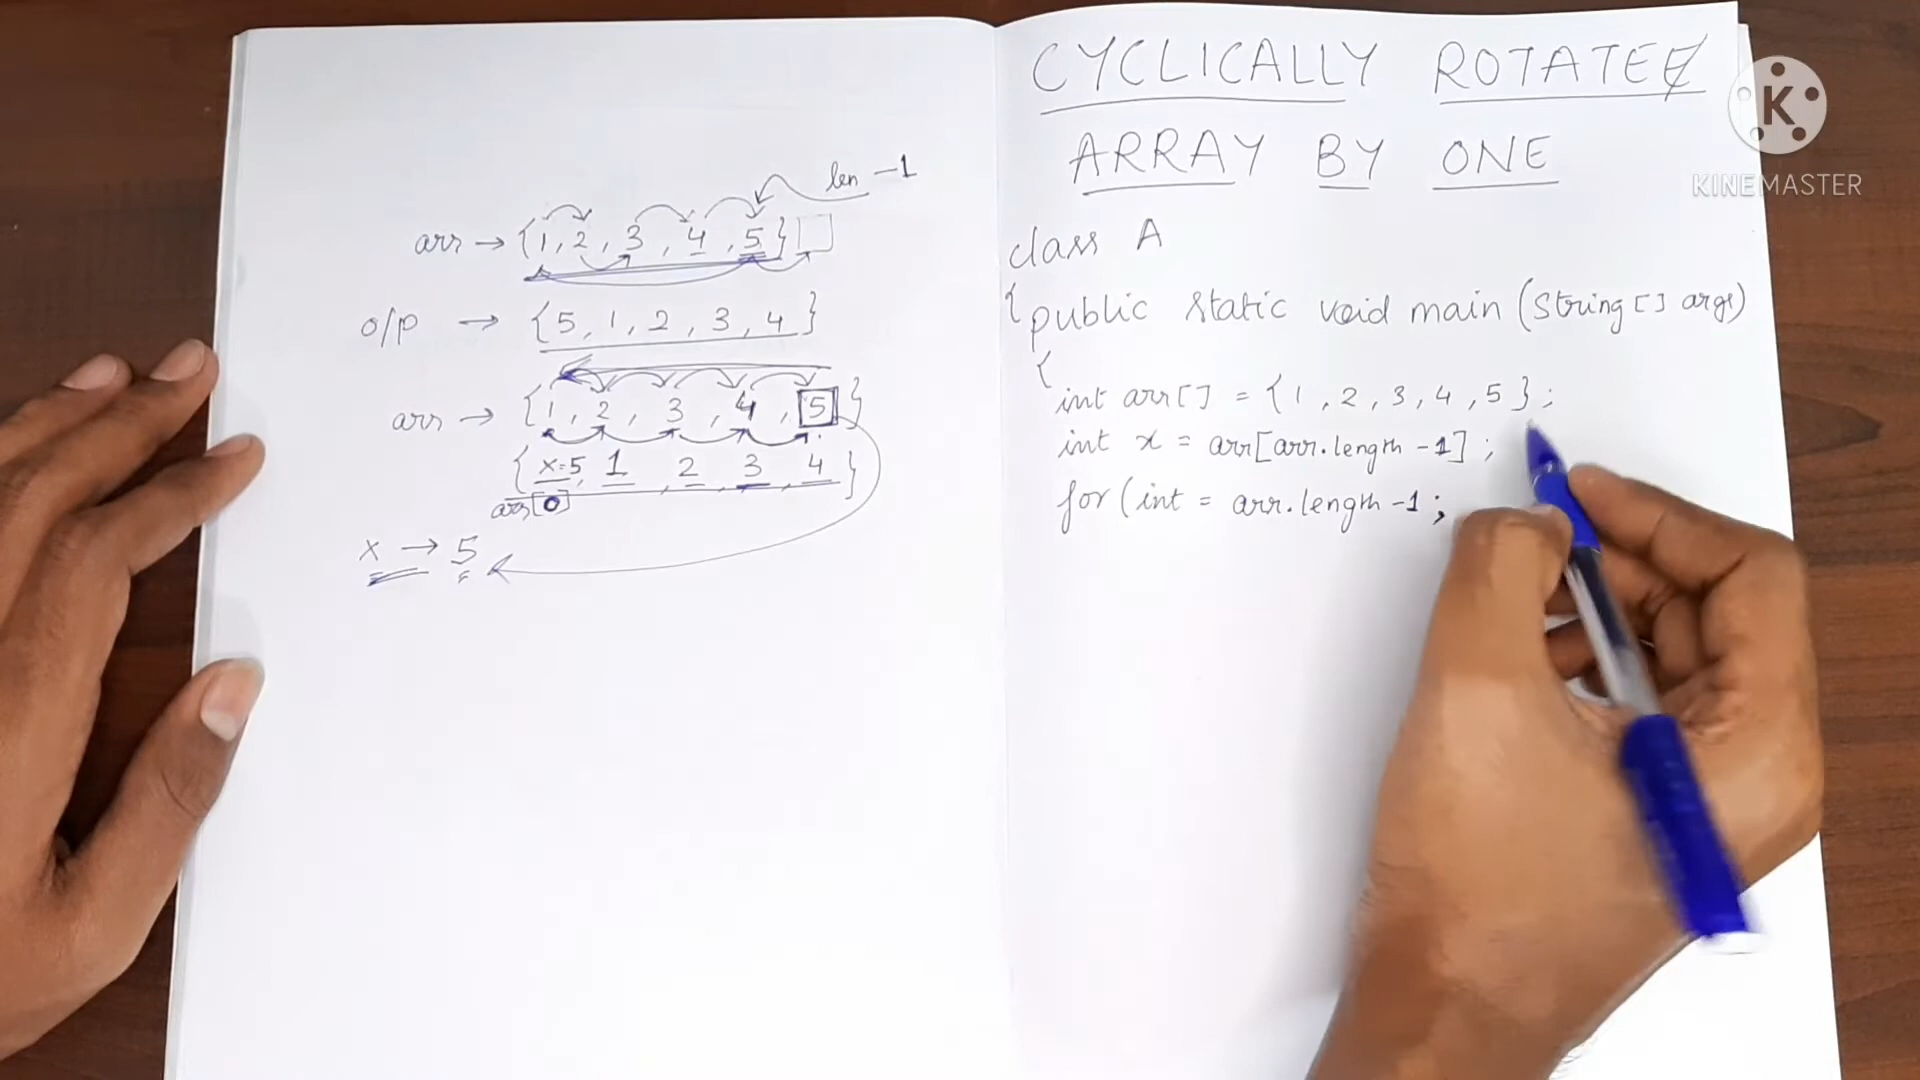 len -1
arr → {1, 2, 3, 4, 5}
o/p → {5, 1, 2, 3, 4}
arr → {1, 2, 3, 4, 5}
{x=5, 1, 2, 3, 4}
arr[0]
x → 5
CYCLICALLY ROTATE
ARRAY BY ONE
class A
{ public static void main (String [] args)
{
int arr[] = {1, 2, 3, 4, 5};
int x = arr[arr.length -1];
for (int = arr.length -1;
K
KINEMASTER